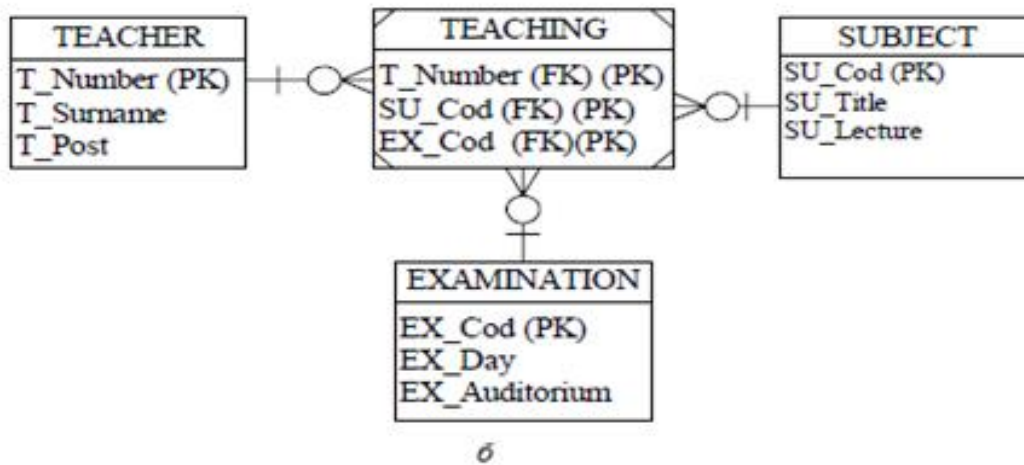 TEACHER
T_Number (PK)
T_Surname
T_Post
TEACHING
T_Number (FK) (PK)
SU_Cod (FK) (PK)
EX_Cod (FK)(PK)
SUBJECT
SU_Cod (PK)
SU_Title
SU_Lecture
EXAMINATION
EX_Cod (PK)
EX_Day
EX_Auditorium
б